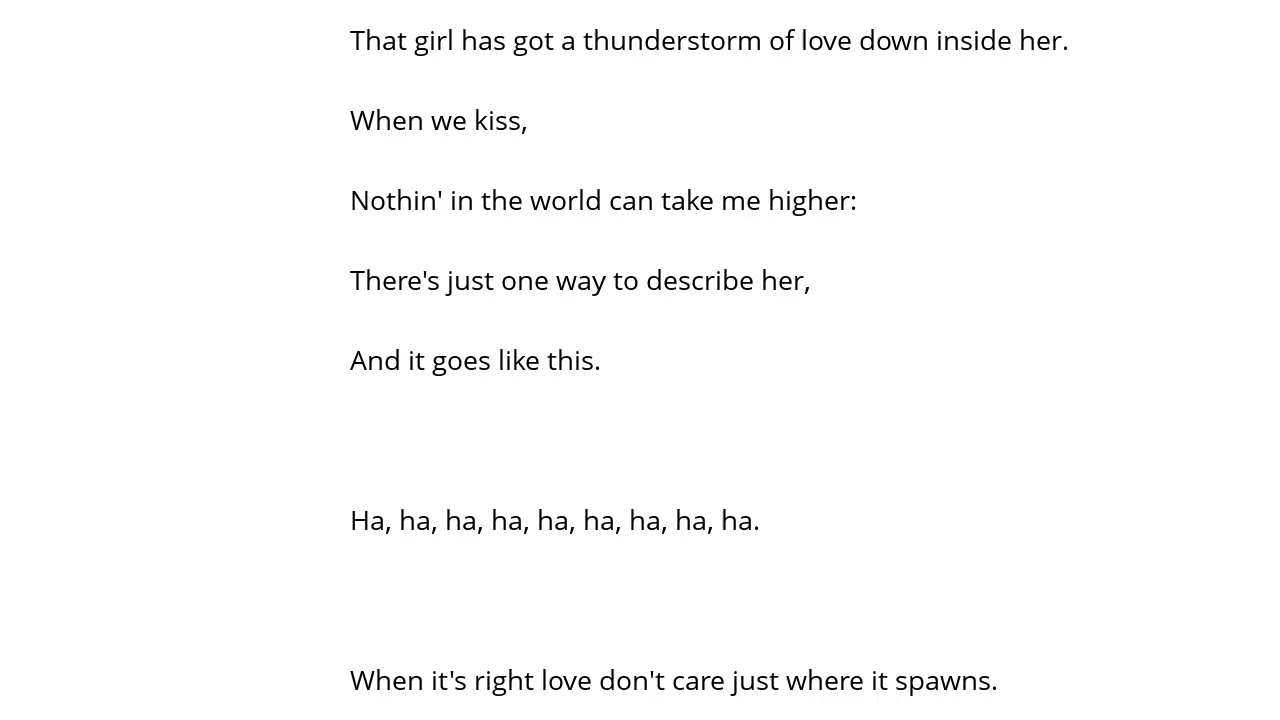 That girl has got a thunderstorm of love down inside her.
When we kiss,
Nothin' in the world can take me higher:
There's just one way to describe her,
And it goes like this.
Ha, ha, ha, ha, ha, ha, ha, ha, ha.
When it's right love don't care just where it spawns.